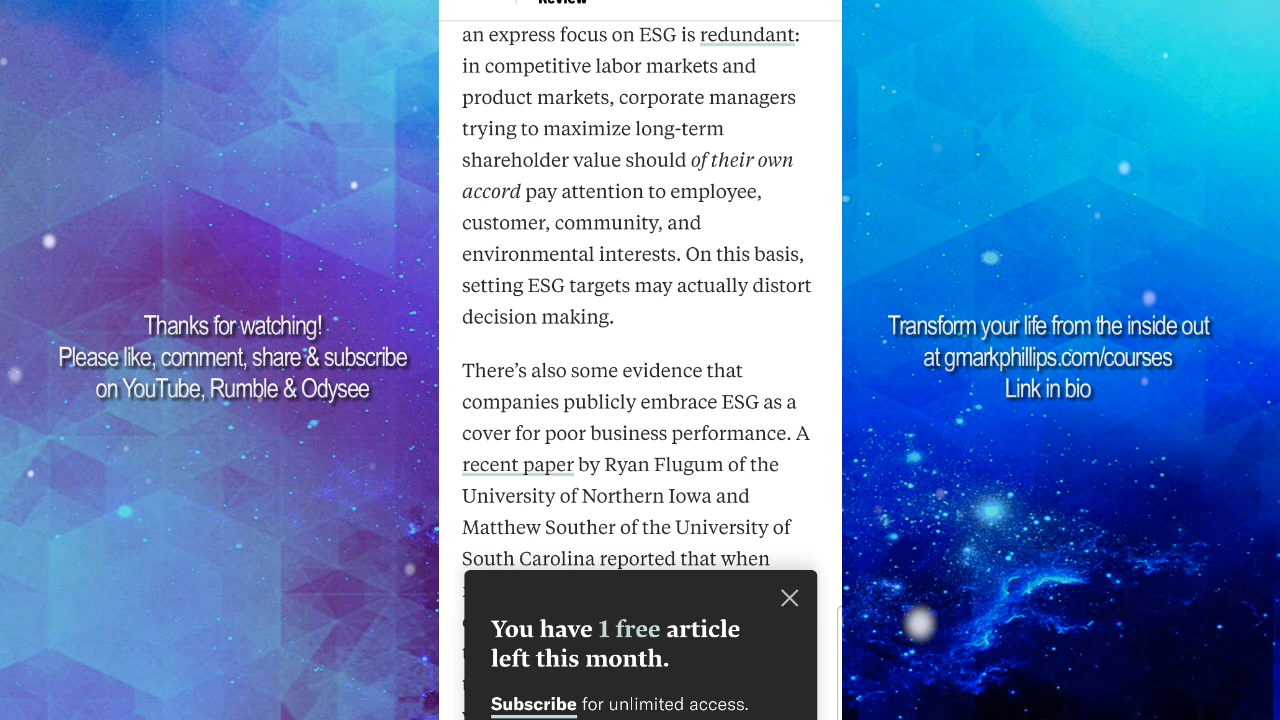 Review
an express focus on ESG is redundant:
in competitive labor markets and
product markets, corporate managers
trying to maximize long-term
shareholder value should of their own
accord pay attention to employee,
customer, community, and
environmental interests. On this basis,
setting ESG targets may actually distort
decision making.
There’s also some evidence that
companies publicly embrace ESG as a
cover for poor business performance. A
recent paper by Ryan Flugum of the
University of Northern Iowa and
Matthew Souther of the University of
South Carolina reported that when
You have 1 free article
left this month.
Subscribe for unlimited access.
Thanks for watching!
Please like, comment, share & subscribe
on YouTube, Rumble & Odysee
Transform your life from the inside out
at gmarkphillips.com/courses
Link in bio